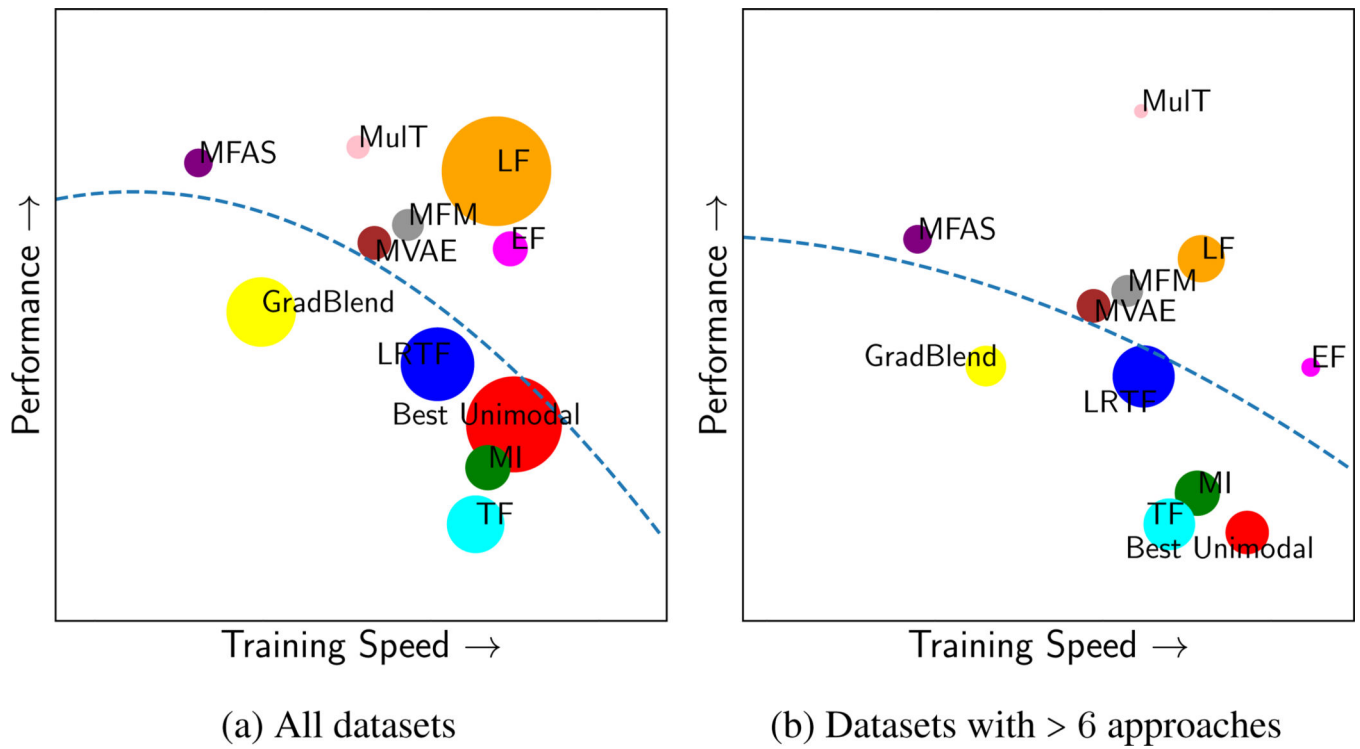 MFAS
MulT
LF
MFM
EF
MVAE
GradBlend
LRTF
Best Unimodal
MI
TF
Performance →
Training Speed →
(a) All datasets
MulT
MFAS
LF
MFM
MVAE
GradBlend
EF
LRTF
MI
TF
Best Unimodal
Performance →
Training Speed →
(b) Datasets with > 6 approaches